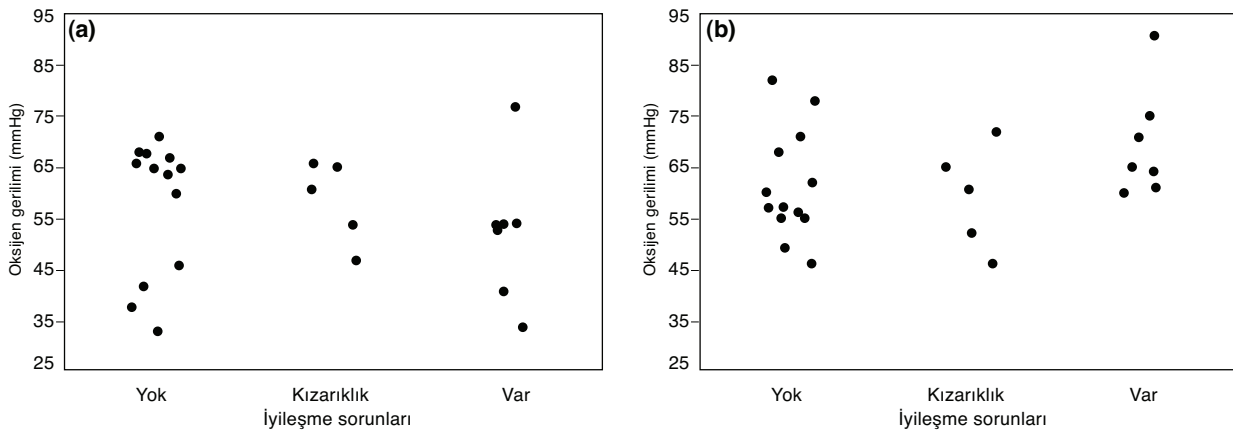 (a)
Oksijen gerilimi (mmHg)
95
85
75
65
55
45
35
25
Yok Kızarıklık Var
İyileşme sorunları
(b)
Oksijen gerilimi (mmHg)
95
85
75
65
55
45
35
25
Yok Kızarıklık Var
İyileşme sorunları